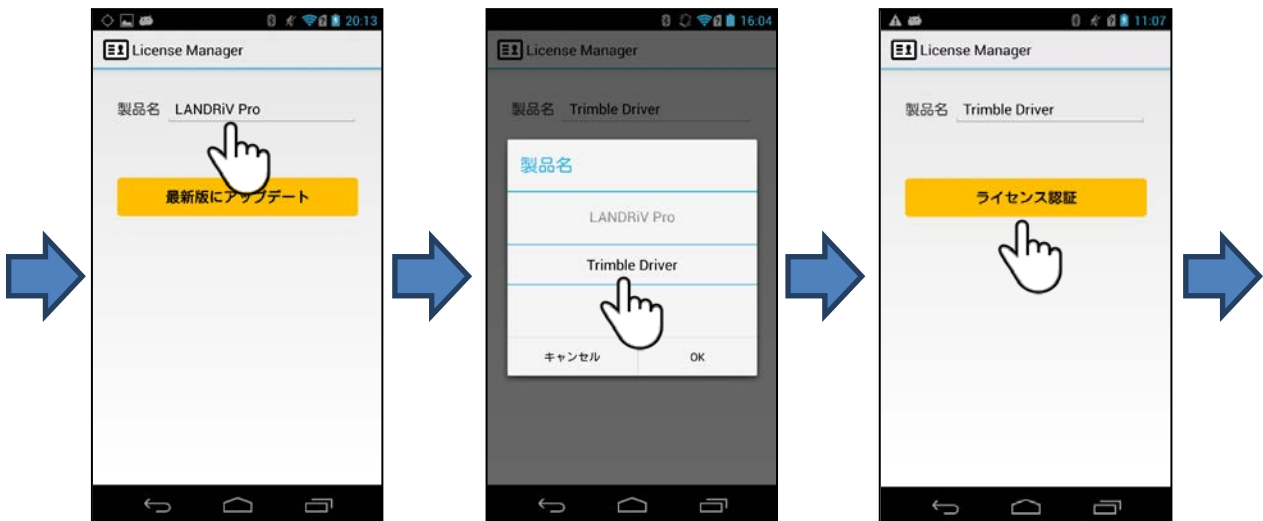 20:13
License Manager
製品名 LANDRiV Pro
最新版にアップデート
16:04
License Manager
製品名 Trimble Driver
製品名
LANDRiV Pro
Trimble Driver
キャンセル OK
11:07
License Manager
製品名 Trimble Driver
ライセンス認証